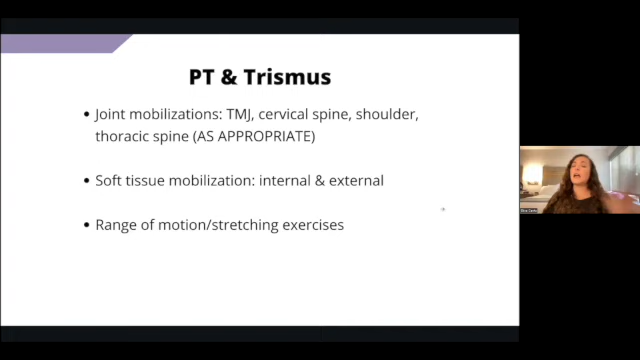 PT & Trismus
• Joint mobilizations: TMJ, cervical spine, shoulder,
thoracic spine (AS APPROPRIATE)
• Soft tissue mobilization: internal & external
• Range of motion/stretching exercises